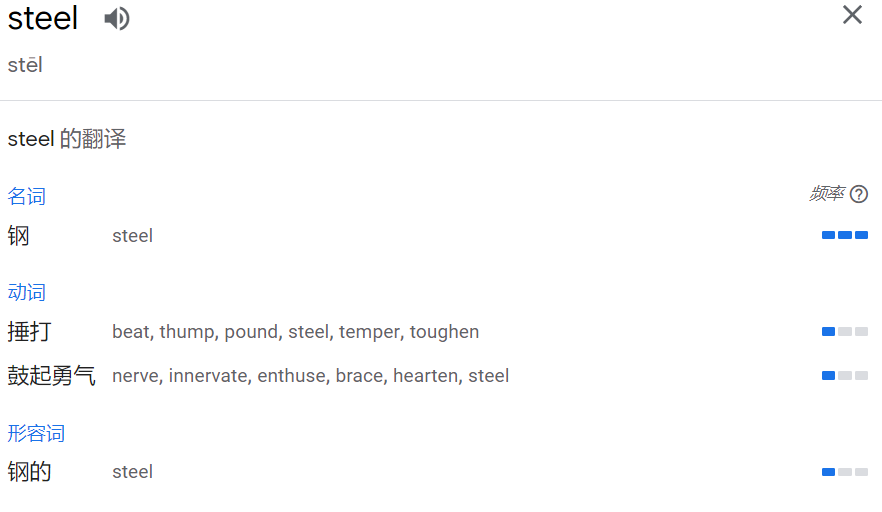 steel
stēl
steel 的翻译
名词 频率
钢 steel
动词
捶打 beat, thump, pound, steel, temper, toughen
鼓起勇气 nerve, innervate, enthuse, brace, hearten, steel
形容词
钢的 steel